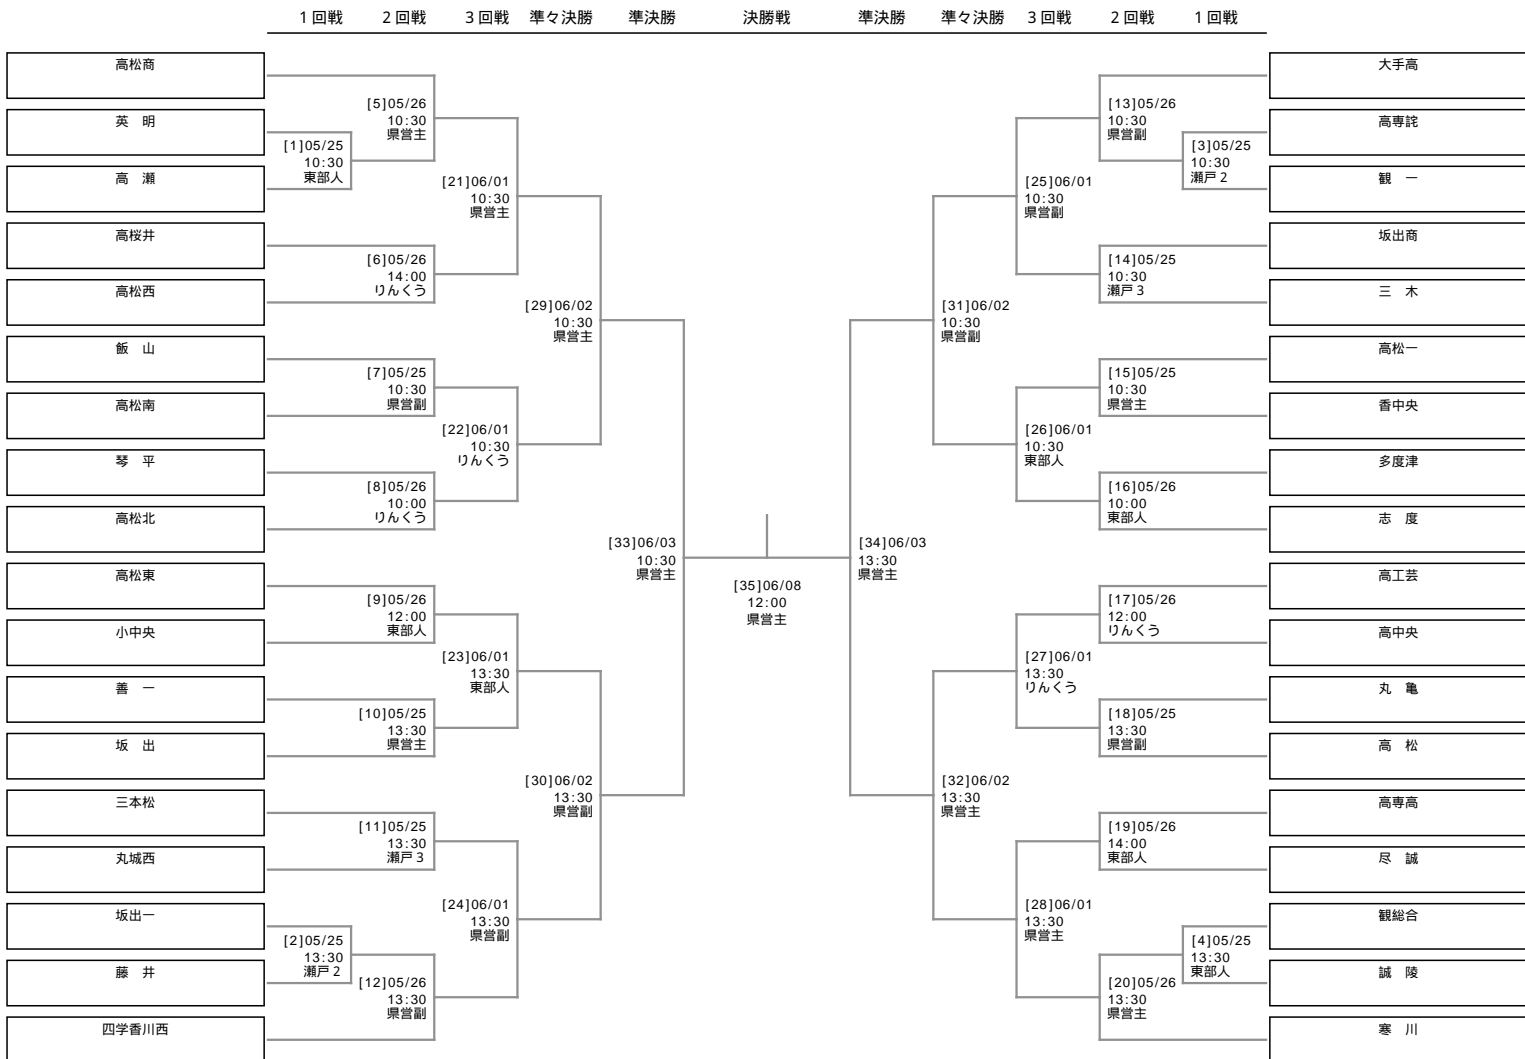 1回戦 2回戦 3回戦 準々決勝 準決勝 決勝戦 準決勝 準々決勝 3回戦 2回戦 1回戦
高松商
英 明
高 瀬
高桜井
高松西
飯 山
高松南
琴 平
高松北
高松東
小中央
善 一
坂 出
三本松
丸城西
坂出一
藤 井
四学香川西
[1]05/25
10:30
東部人
[2]05/25
13:30
瀬戸2
[5]05/26
10:30
県営主
[6]05/26
14:00
りんくう
[7]05/25
10:30
県営副
[8]05/26
10:00
りんくう
[9]05/26
12:00
東部人
[10]05/25
13:30
県営主
[11]05/25
13:30
瀬戸3
[12]05/26
13:30
県営副
[21]06/01
10:30
県営主
[22]06/01
10:30
りんくう
[23]06/01
13:30
東部人
[24]06/01
13:30
県営副
[29]06/02
10:30
県営主
[30]06/02
13:30
県営副
[33]06/03
10:30
県営主
[35]06/08
12:00
県営主
[34]06/03
13:30
県営主
[31]06/02
10:30
県営副
[32]06/02
13:30
県営主
[25]06/01
10:30
県営副
[26]06/01
10:30
東部人
[27]06/01
13:30
りんくう
[28]06/01
13:30
県営主
[13]05/26
10:30
県営副
[14]05/25
10:30
瀬戸3
[15]05/25
10:30
県営主
[16]05/26
10:00
東部人
[17]05/26
12:00
りんくう
[18]05/25
13:30
県営副
[19]05/26
14:00
東部人
[20]05/26
13:30
県営主
[3]05/25
10:30
瀬戸2
[4]05/25
13:30
東部人
大手高
高専詫
観 一
坂出商
三 木
高松一
香中央
多度津
志 度
高工芸
高中央
丸 亀
高 松
高専高
尽 誠
観総合
誠 陵
寒 川